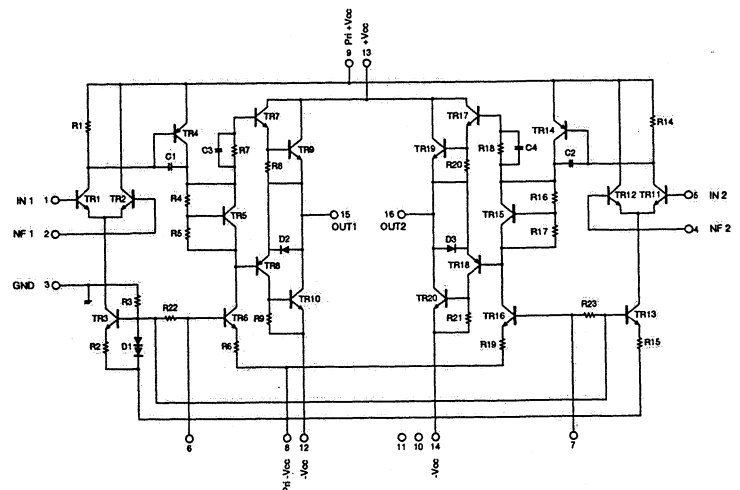 Pri +Vcc
+Vcc
9 13
R1
TR4
C1
TR7
C3
R7
R8
TR9
TR17
TR19
R20
R18
C4
TR14
C2
R14
IN 1 1
TR1
TR2
NF 1 2
R4
R5
TR5
15
OUT1
16
OUT2
TR15
R16
R17
TR12
TR11
5 IN 2
4 NF 2
D2
TR8
D3
TR18
GND 3
R3
TR3
R22
TR6
R9
TR10
TR20
R21
TR16
R23
TR13
R2
D1
R6
R19
R15
6
8
12
11
10
14
7
Pri -Vcc
-Vcc
-Vcc